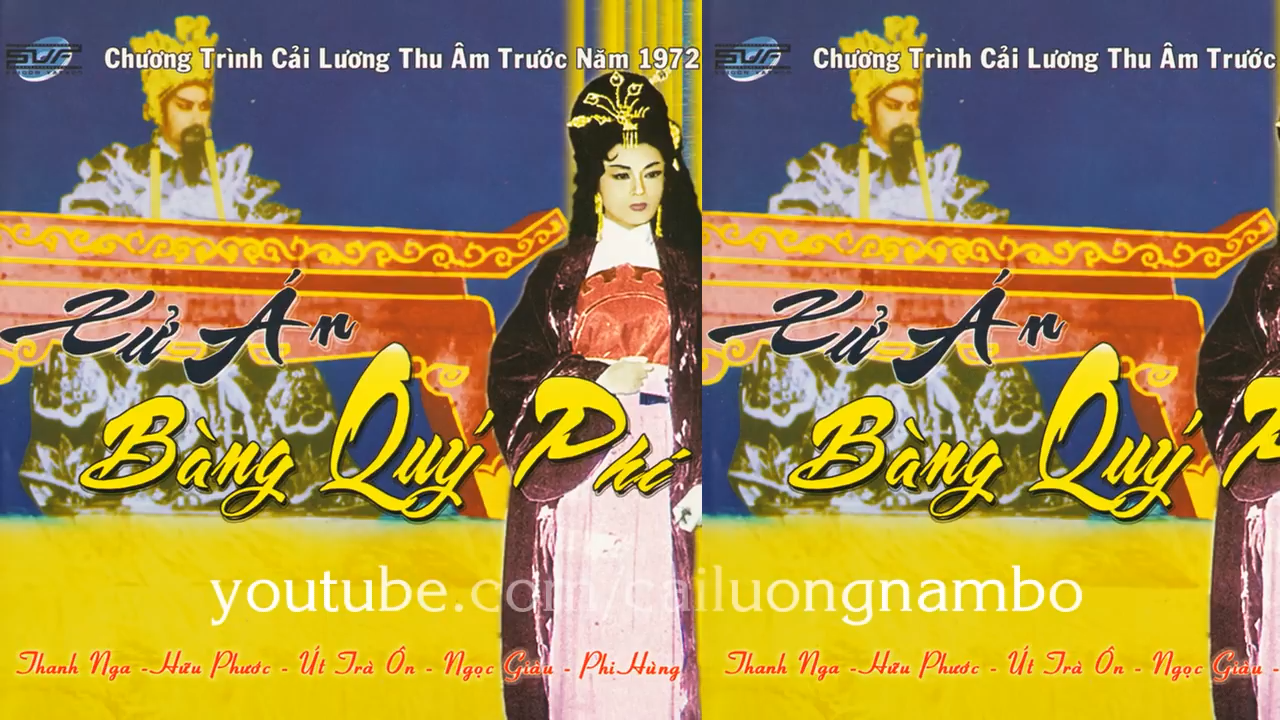 Chương Trình Cải Lương Thu Âm Trước Năm 1972
Xử Án
Bàng Quý Phi
Thanh Nga - Hữu Phước - Út Trà Ôn - Ngọc Giàu - Phi Hùng
Chương Trình Cải Lương Thu Âm Trước
Xử Án
Bàng Quý P
Thanh Nga - Hữu Phước - Út Trà Ôn - Ngọc Giàu -
youtube.com/cailuongnambo